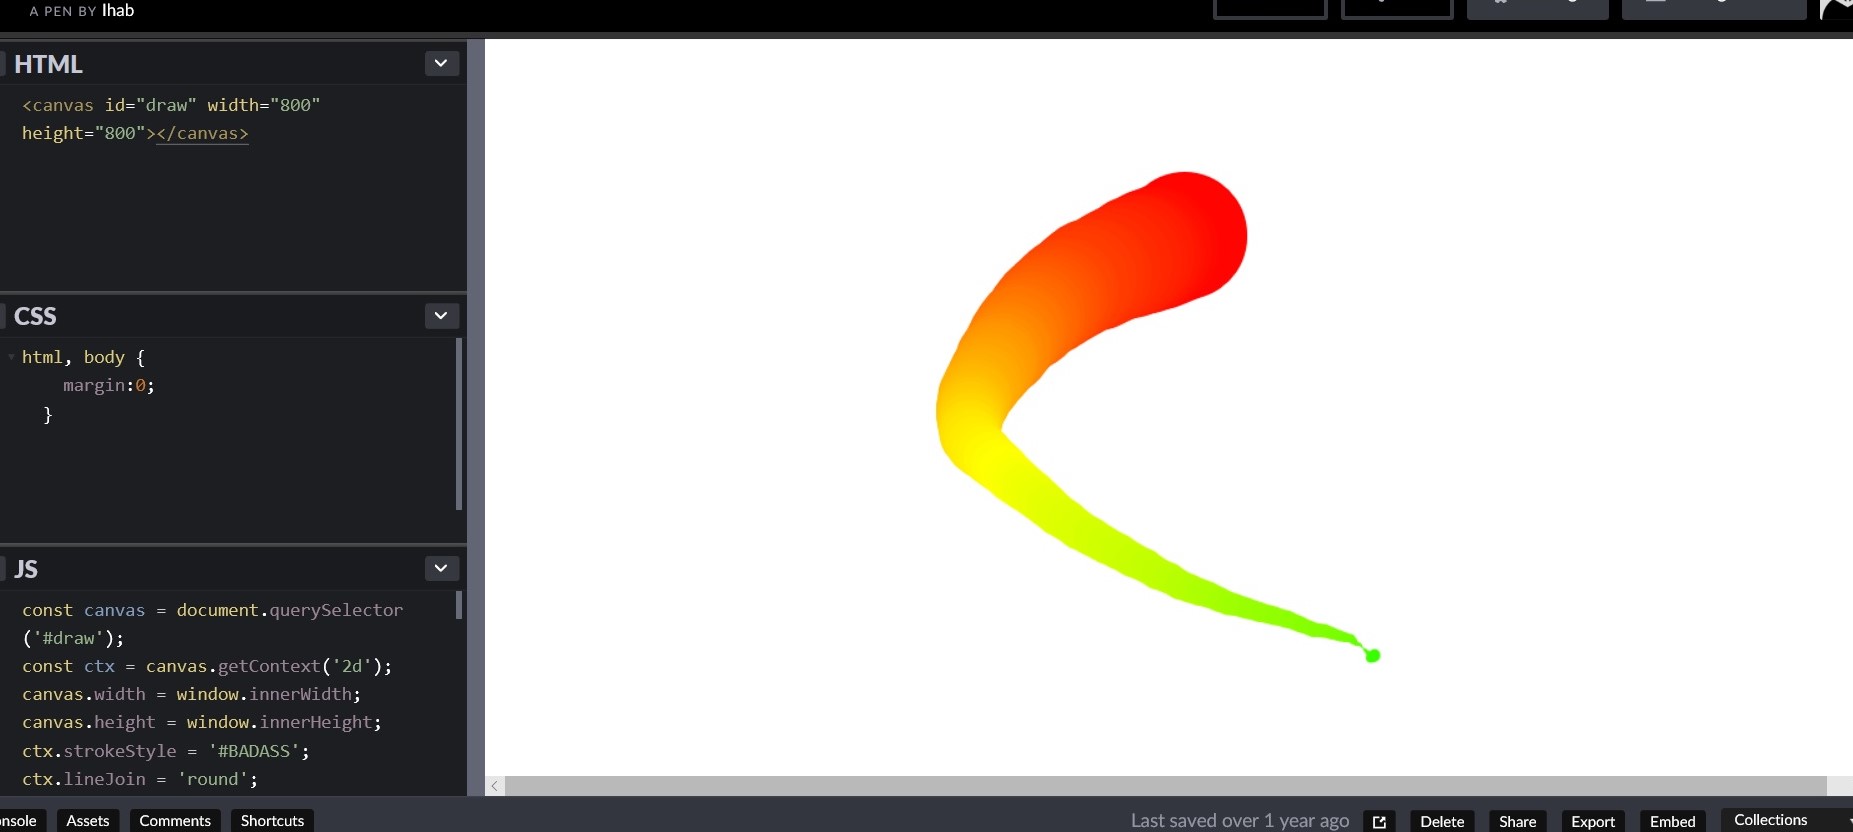 A PEN BY Ihab
HTML
<canvas id="draw" width="800"
height="800"></canvas>
CSS
html, body {
margin:0;
}
JS
const canvas = document.querySelector
('#draw');
const ctx = canvas.getContext('2d');
canvas.width = window.innerWidth;
canvas.height = window.innerHeight;
ctx.strokeStyle = '#BADASS';
ctx.lineJoin = 'round';
nsole Assets Comments Shortcuts Last saved over 1 year ago Delete Share Export Embed Collections